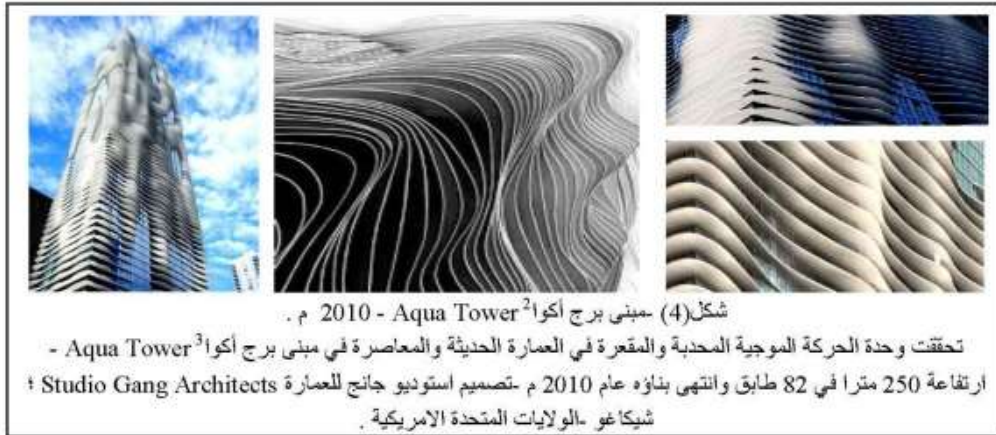 شكل(4) -مبنى برج أكوا2 Aqua Tower - 2010 م .
تحققت وحدة الحركة الموجية المحدبة والمقعرة في العمارة الحديثة والمعاصرة في مبنى برج أكوا3 Aqua Tower -
ارتفاعة 250 مترا في 82 طابق وانتهى بناؤه عام 2010 م -تصميم استوديو جانج للعمارة Studio Gang Architects ؛
شيكاغو -الولايات المتحدة الامريكية .